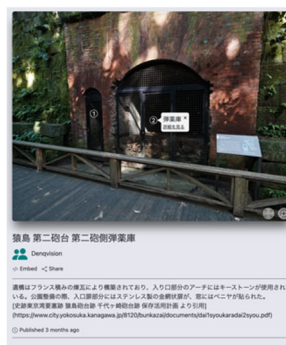 ①
②
弾薬庫 ×
詳細を見る
猿島 第二砲台 第二砲側弾薬庫
Denqvision
</> Embed Share
遺構はフランス積みの煉瓦により構築されており、入り口部分のアーチにはキーストーンが使用され
いる。公園整備の際、入口扉部分にはステンレス製の金網状扉が、窓にはベニヤが貼られた。
[史跡東京湾要塞跡 猿島砲台跡 千代ヶ崎砲台跡 保存活用計画 より引用]
(https://www.city.yokosuka.kanagawa.jp/8120/bunkazai/documents/dai1syoukaradai2syou.pdf)
Published 3 months ago